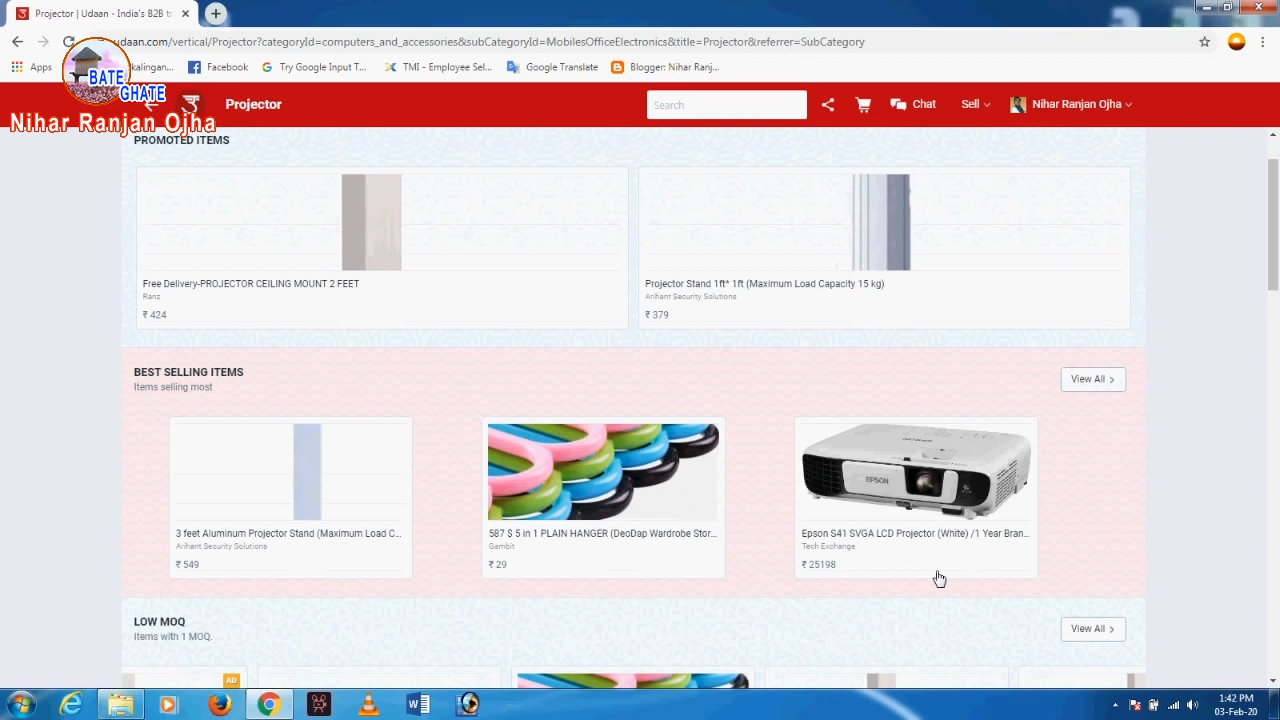 Projector | Udaan - India's B2B tr
udaan.com/vertical/Projector?categoryId=computers_and_accessories&subCategoryId=MobilesOfficeElectronics&title=Projector&referrer=SubCategory
Apps
kalingan...
Facebook
Try Google Input T...
TMI - Employee Sel...
Google Translate
Blogger: Nihar Ranj...
BATE
GHATE
Nihar Ranjan Ojha
Projector
Search
Chat
Sell
Nihar Ranjan Ojha
PROMOTED ITEMS
Free Delivery-PROJECTOR CEILING MOUNT 2 FEET
Ranz
₹ 424
Projector Stand 1ft* 1ft (Maximum Load Capacity 15 kg)
Arihant Security Solutions
₹ 379
BEST SELLING ITEMS
Items selling most
View All
3 feet Aluminum Projector Stand (Maximum Load C...
Arihant Security Solutions
₹ 549
587 $ 5 in 1 PLAIN HANGER (DeoDap Wardrobe Stor...
Gambit
₹ 29
EPSON
Epson S41 SVGA LCD Projector (White) /1 Year Bran...
Tech Exchange
₹ 25198
LOW MOQ
Items with 1 MOQ.
View All
AD
1:42 PM
03-Feb-20